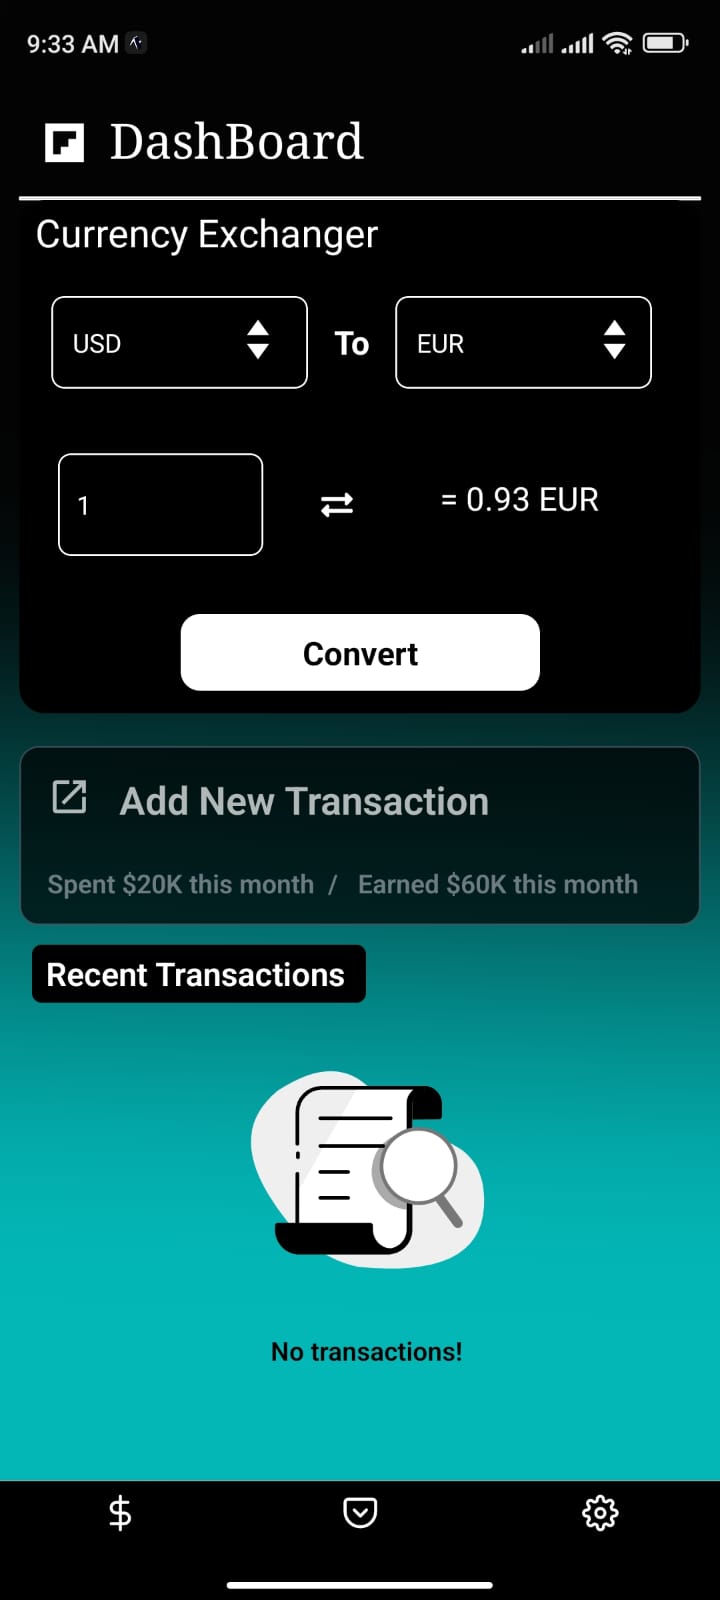 9:33 AM
DashBoard
Currency Exchanger
USD To EUR
1 = 0.93 EUR
Convert
Add New Transaction
Spent $20K this month / Earned $60K this month
Recent Transactions
No transactions!